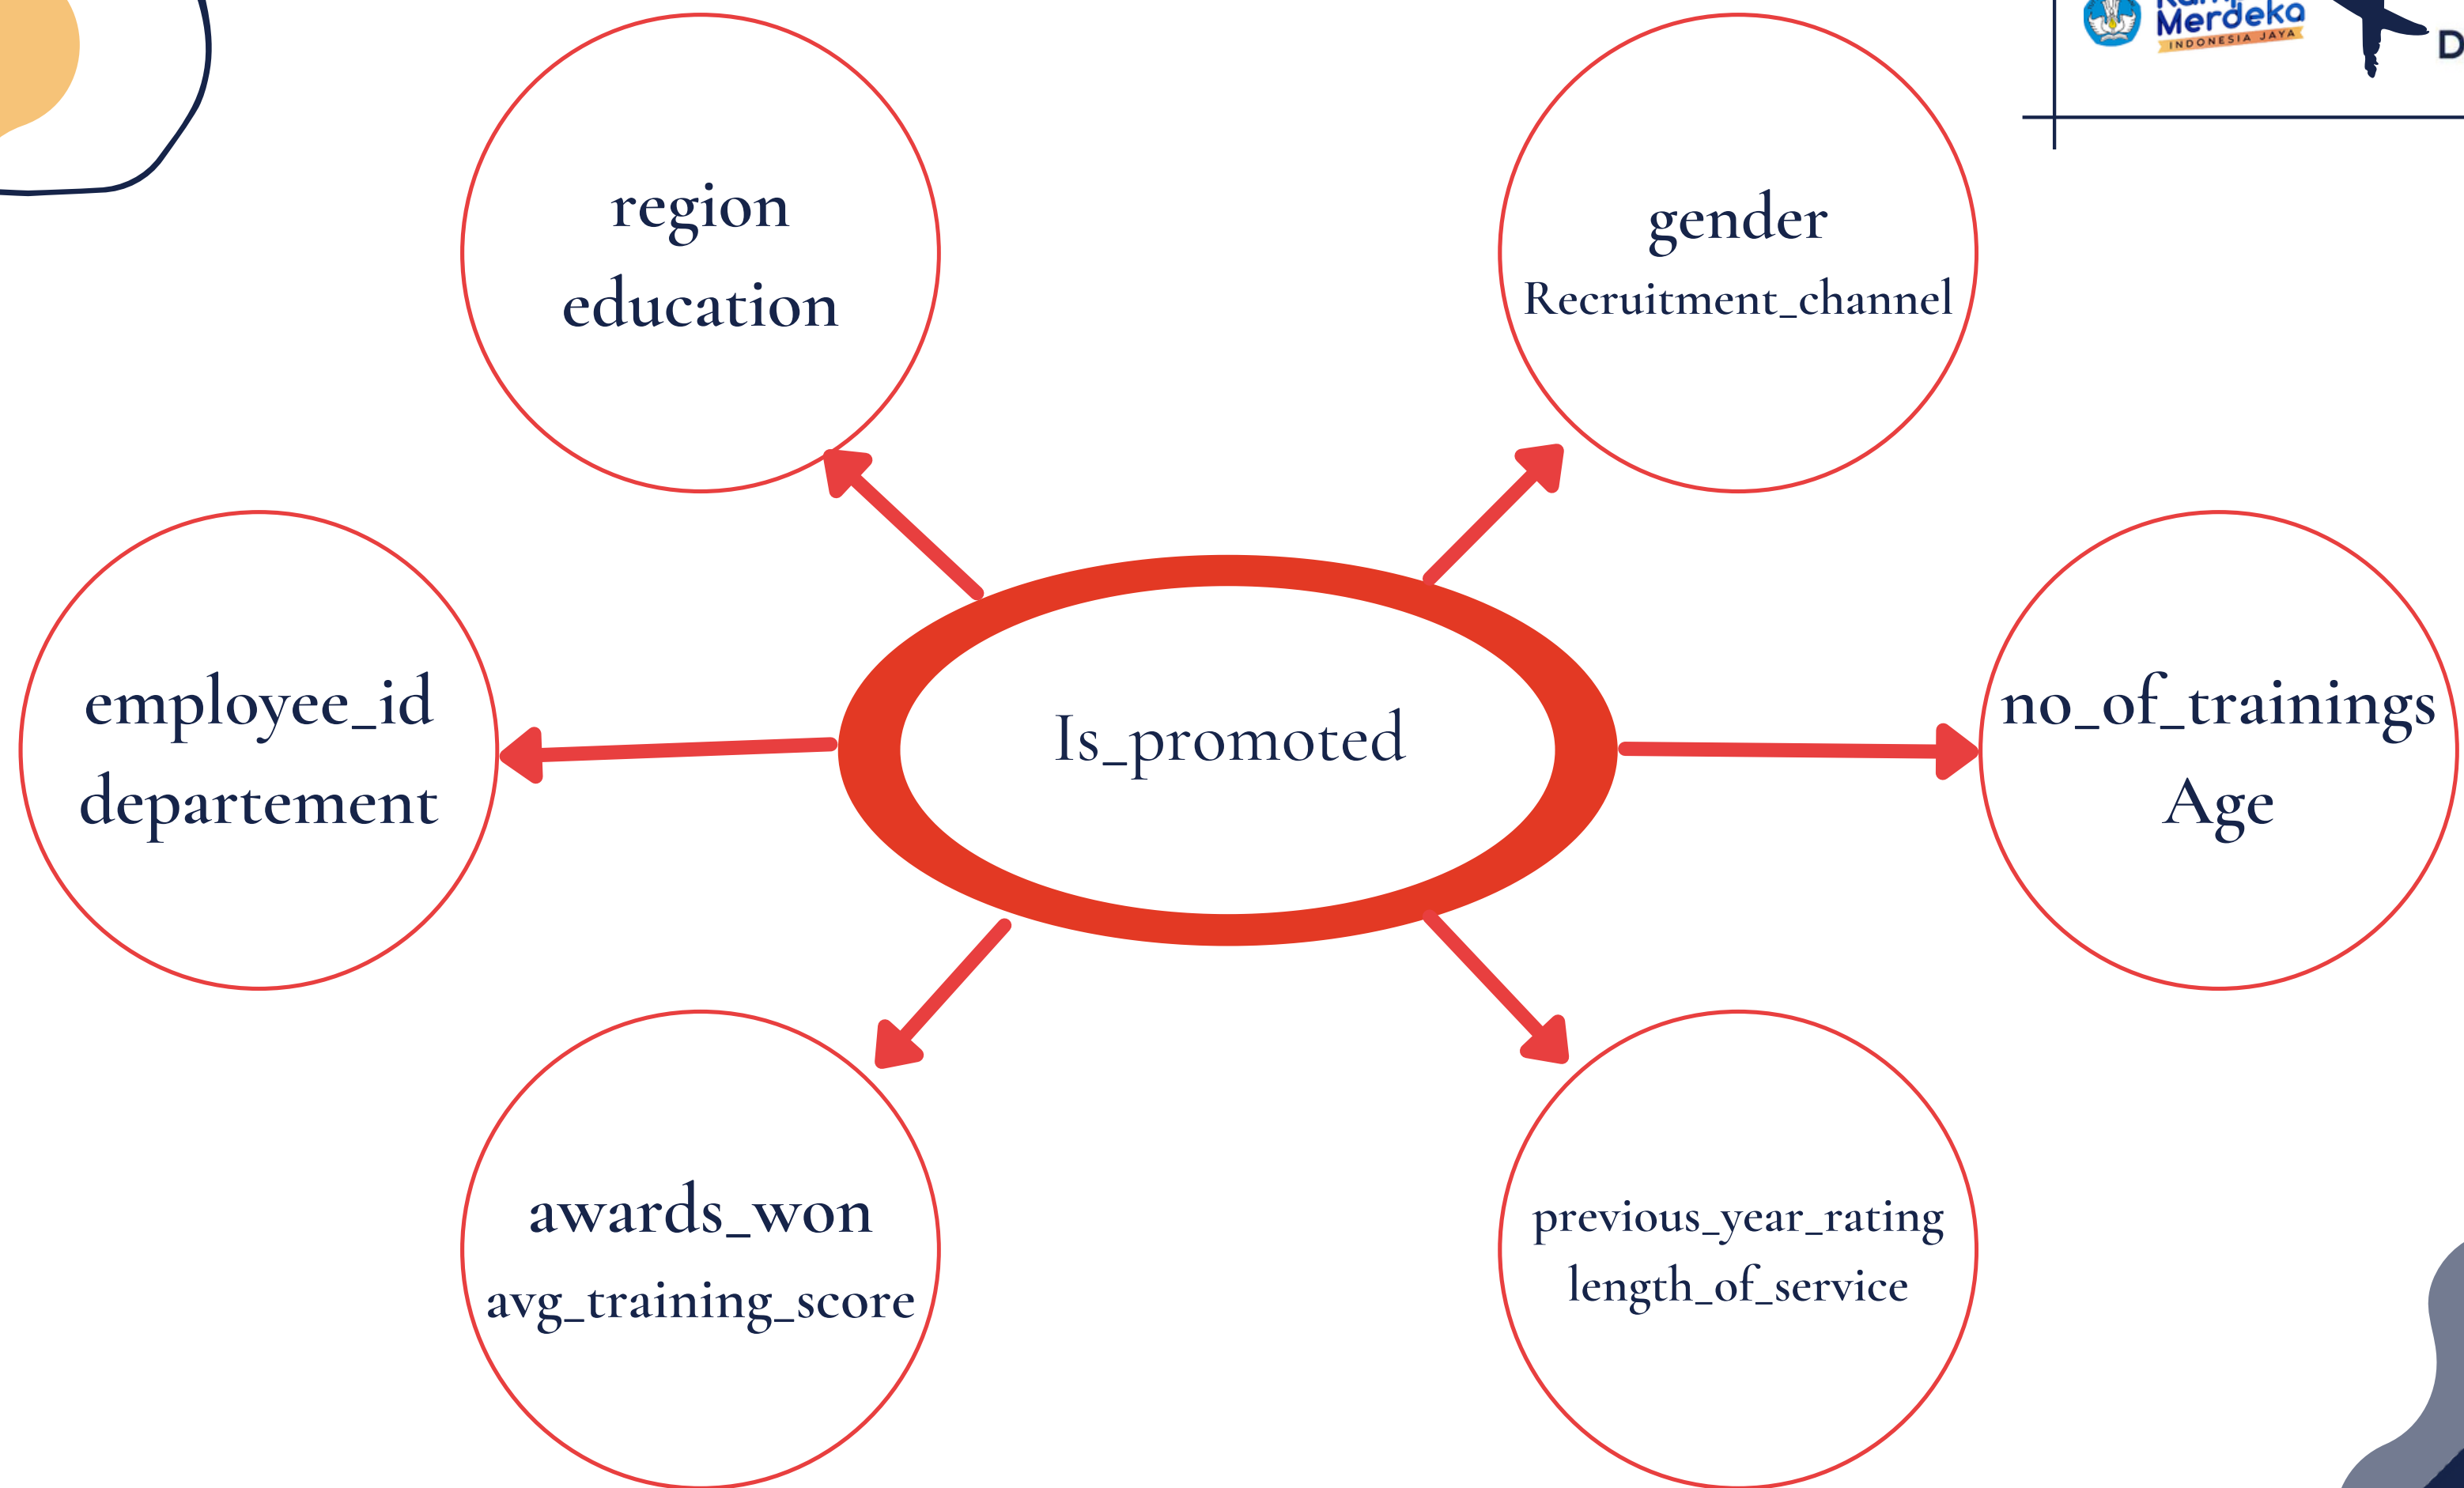 Merdeka
INDONESIA JAYA
region
education
gender
Recruitment_channel
employee_id
departement
Is_promoted
no_of_trainings
Age
awards_won
avg_training_score
previous_year_rating
length_of_service